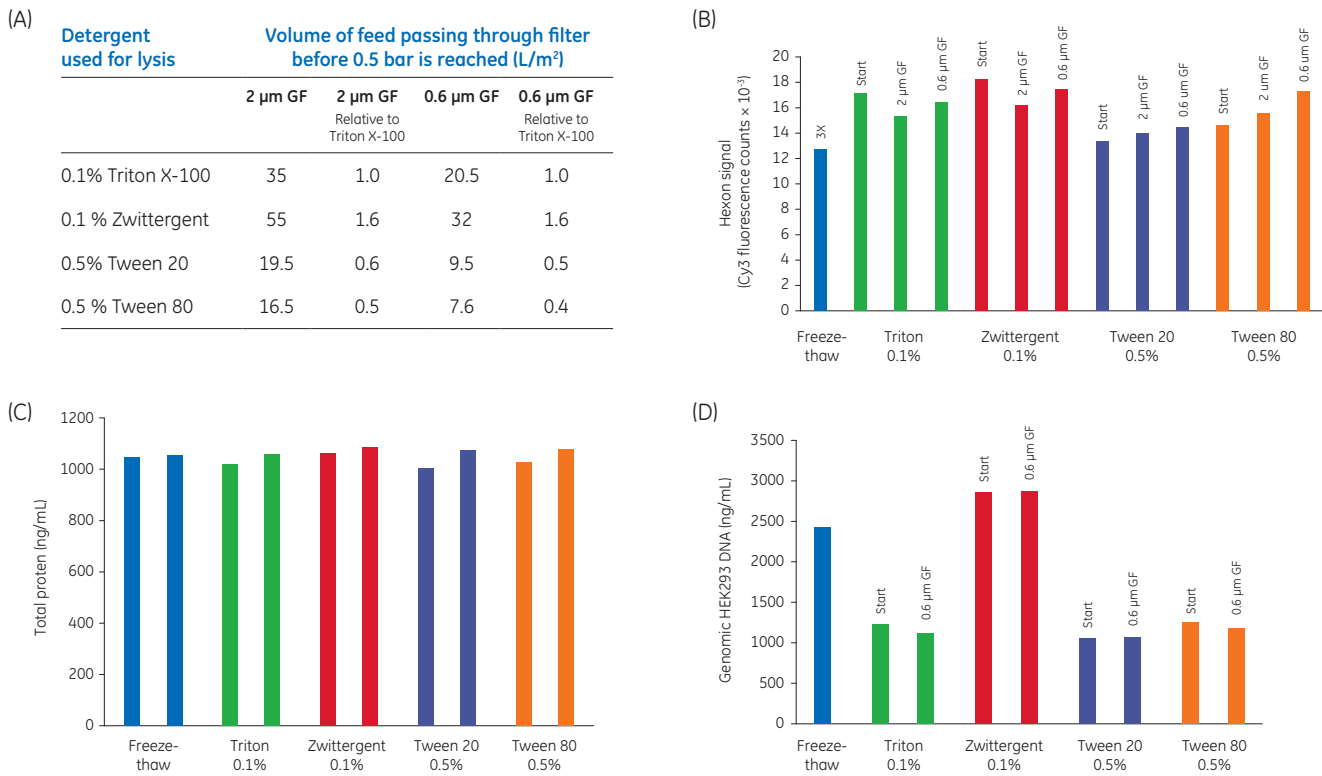 (A)
Detergent used for lysis
Volume of feed passing through filter before 0.5 bar is reached (L/m²)
2 µm GF
2 µm GF Relative to Triton X-100
0.6 µm GF
0.6 µm GF Relative to Triton X-100
0.1% Triton X-100 35 1.0 20.5 1.0
0.1 % Zwittergent 55 1.6 32 1.6
0.5% Tween 20 19.5 0.6 9.5 0.5
0.5 % Tween 80 16.5 0.5 7.6 0.4
(B)
Hexon signal
(Cy3 fluorescence counts × 10⁻³)
20
18
16
14
12
10
8
6
4
2
0
3X
Start
2 µm GF
0.6 µm GF
Start
2 µm GF
0.6 µm GF
Start
2 µm GF
0.6 um GF
Start
2 um GF
0.6 um GF
Freeze-
thaw
Triton
0.1%
Zwittergent
0.1%
Tween 20
0.5%
Tween 80
0.5%
(C)
Total proten (ng/mL)
1200
1000
800
600
400
200
0
Freeze-
thaw
Triton
0.1%
Zwittergent
0.1%
Tween 20
0.5%
Tween 80
0.5%
(D)
Genomic HEK293 DNA (ng/mL)
3500
3000
2500
2000
1500
1000
500
0
Start
0.6 µm GF
Start
0.6 µm GF
Start
0.6 µm GF
Start
0.6 µm GF
Freeze-
thaw
Triton
0.1%
Zwittergent
0.1%
Tween 20
0.5%
Tween 80
0.5%